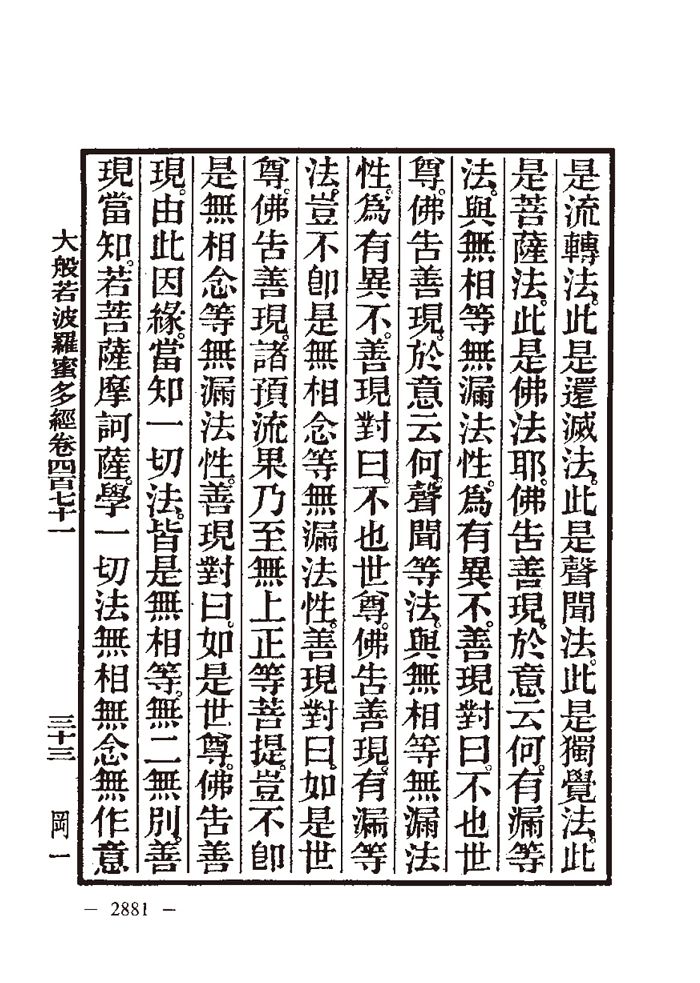 是流轉法。此是還滅法。此是聲聞法。此是獨覺法。此
是菩薩法。此是佛法耶。佛告善現。於意云何。有漏等
法。與無相等無漏法性。為有異不。善現對曰。不也世
尊。佛告善現。於意云何。聲聞等法。與無相等無漏法
性。為有異不。善現對曰。不也世尊。佛告善現。有漏等
法。豈不卽是無相念等無漏法性。善現對曰。如是世
尊。佛告善現。諸預流果乃至無上正等菩提。豈不卽
是無相念等無漏法性。善現對曰。如是世尊。佛告善
現。由此因緣。當知一切法。皆是無相等。無二無別。善
現當知。若菩薩摩訶薩。學一切法無相無念無作意
大般若波羅蜜多經卷四百七十一 三十三 岡一
— 2881 —